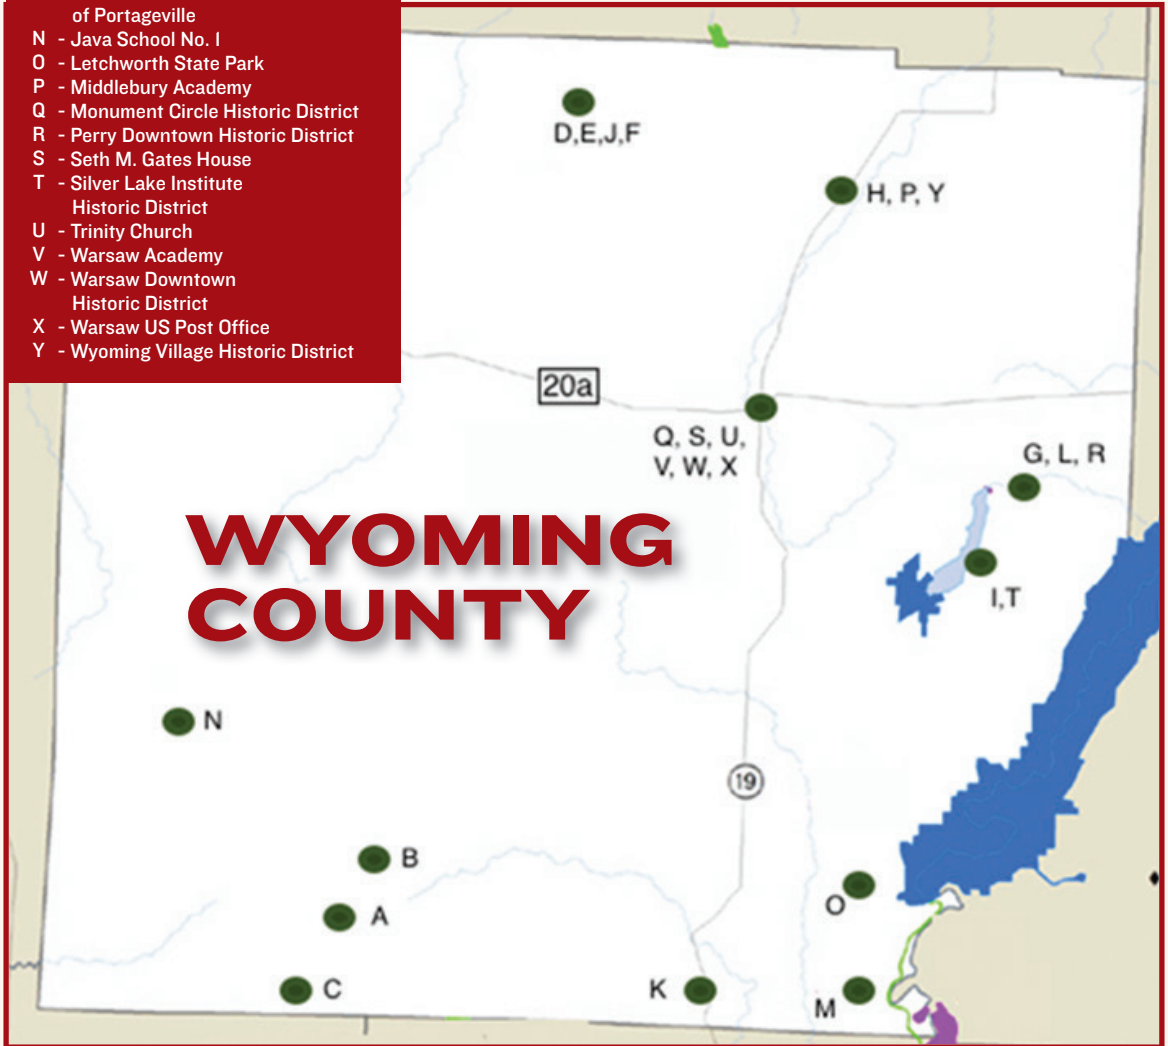 of Portageville
N - Java School No. 1
O - Letchworth State Park
P - Middlebury Academy
Q - Monument Circle Historic District
R - Perry Downtown Historic District
S - Seth M. Gates House
T - Silver Lake Institute
Historic District
U - Trinity Church
V - Warsaw Academy
W - Warsaw Downtown
Historic District
X - Warsaw US Post Office
Y - Wyoming Village Historic District
D,E,J,F
H, P, Y
20a
Q, S, U,
V, W, X
G, L, R
I,T
WYOMING
COUNTY
N
19
B
O
A
C
K
M